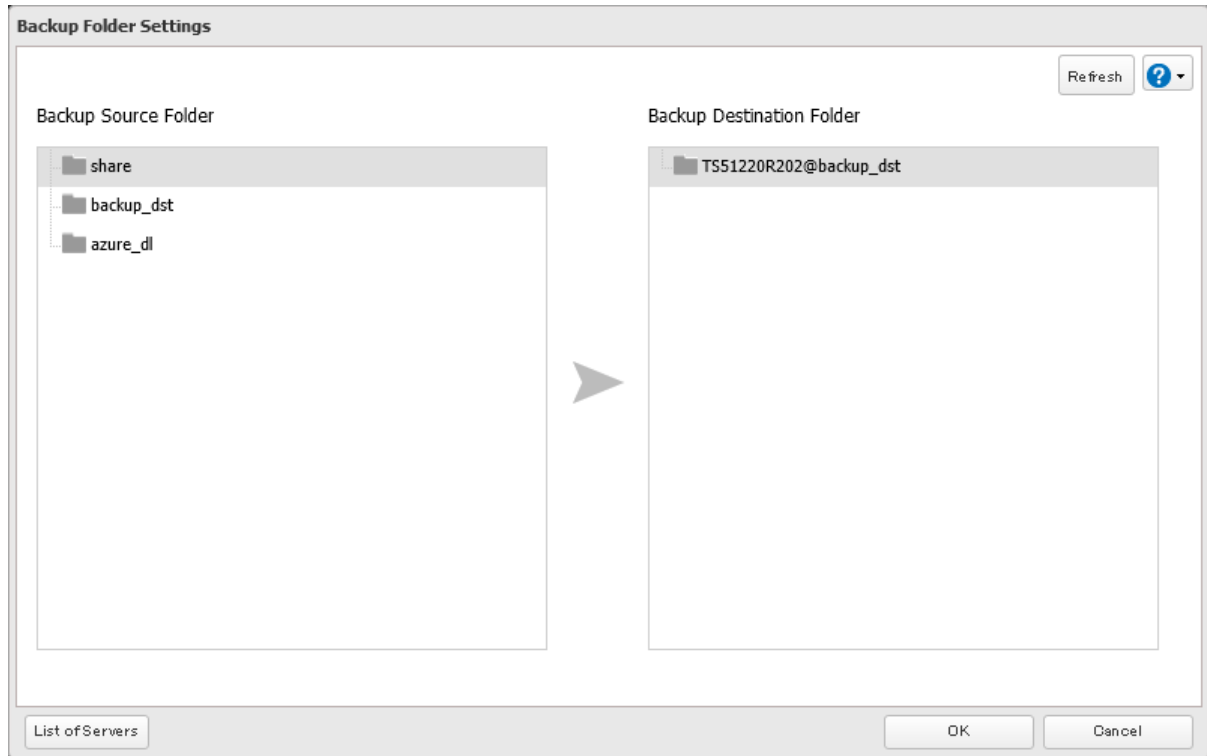 Backup Folder Settings
Refresh
?
Backup Source Folder
Backup Destination Folder
share
TS51220R202@backup_dst
backup_dst
azure_dl
List of Servers
OK
Cancel